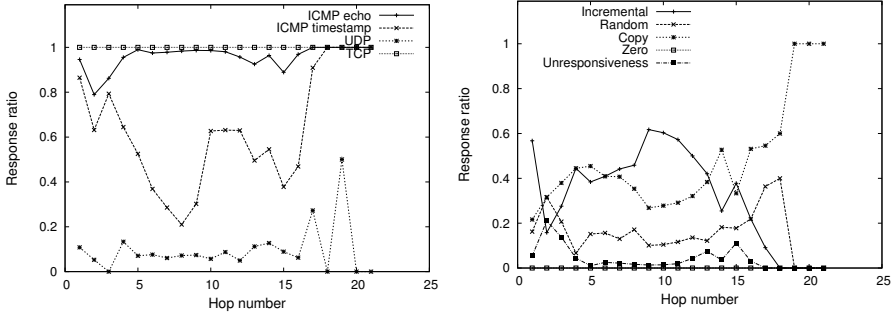 ICMP echo
ICMP timestamp
UDP
TCP
1
0.8
0.6
0.4
0.2
0
Response ratio
0 5 10 15 20 25
Hop number
Incremental
Random
Copy
Zero
Unresponsiveness
1
0.8
0.6
0.4
0.2
0
Response ratio
0 5 10 15 20 25
Hop number